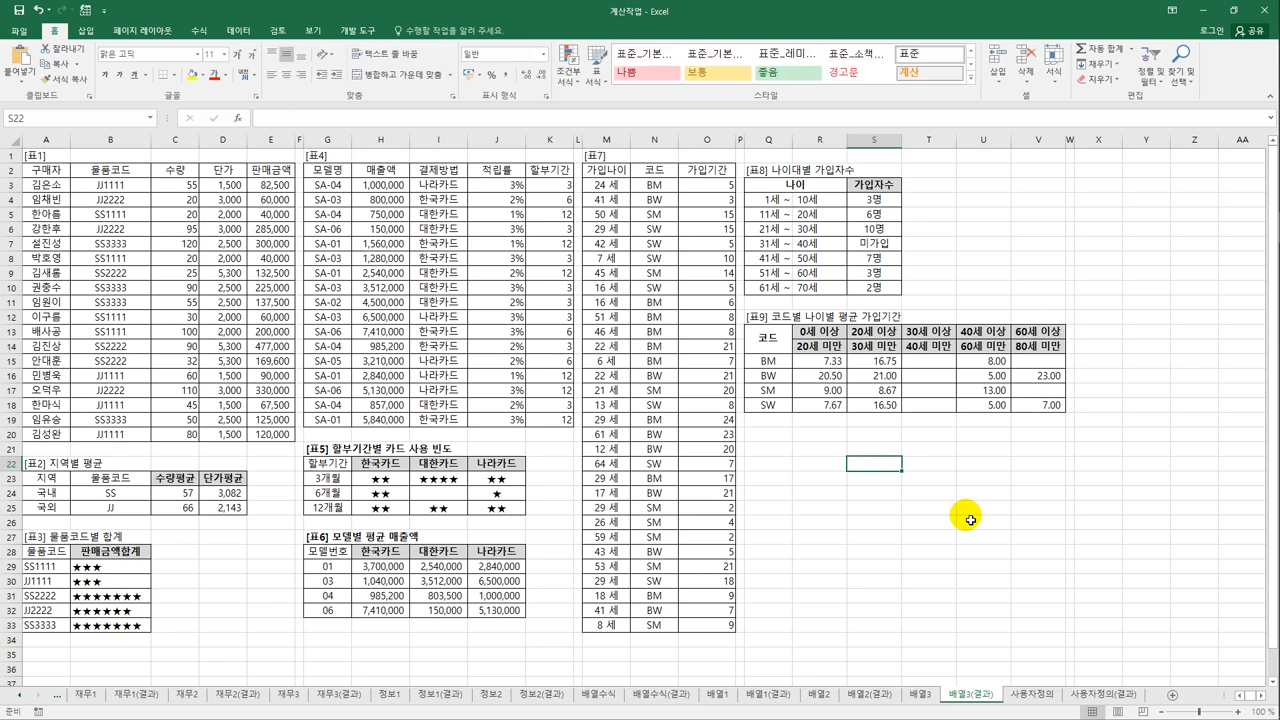 계산작업 - Excel
파일 홈 삽입 페이지 레이아웃 수식 데이터 검토 보기 개발 도구 수행할 작업을 알려 주세요. 로그인 공유
붙여넣기 잘라내기 복사 서식 복사 클립보드
맑은 고딕 11 가 가 가 가 가 글꼴
텍스트 줄 바꿈 병합하고 가운데 맞춤 맞춤
일반 표시 형식
조건부 서식 표 서식 표준_기본... 표준_기본... 표준_레미... 표준_소책... 표준
나쁨 보통 좋음 경고문 계산 스타일
삽입 삭제 서식 셀
자동 합계 채우기 지우기 정렬 및 필터 찾기 및 선택 편집
S22 fx
A B C D E F G H I J K L M N O P Q R S T U V W X Y Z AA
[표1]
구매자 물품코드 수량 단가 판매금액
김은소 JJ1111 55 1,500 82,500
임채빈 JJ2222 20 3,000 60,000
한아름 SS1111 20 2,000 40,000
강한후 JJ2222 95 3,000 285,000
설진성 SS3333 120 2,500 300,000
박호영 SS1111 20 2,000 40,000
김새롬 SS2222 25 5,300 132,500
권충수 SS3333 90 2,500 225,000
임원이 SS3333 55 2,500 137,500
이구름 SS1111 30 2,000 60,000
배사공 SS1111 100 2,000 200,000
김진상 SS2222 90 5,300 477,000
안대훈 SS2222 32 5,300 169,600
민병욱 JJ1111 60 1,500 90,000
오덕우 JJ2222 110 3,000 330,000
한마식 JJ1111 45 1,500 67,500
임유승 SS3333 50 2,500 125,000
김성완 JJ1111 80 1,500 120,000
[표2] 지역별 평균
지역 물품코드 수량평균 단가평균
국내 SS 57 3,082
국외 JJ 66 2,143
[표3] 물품코드별 합계
물품코드 판매금액합계
SS1111 ★★★
JJ1111 ★★★
SS2222 ★★★★★★★
JJ2222 ★★★★★★
SS3333 ★★★★★★★
[표4]
모델명 매출액 결제방법 적립률 할부기간
SA-04 1,000,000 나라카드 3% 3
SA-03 800,000 한국카드 2% 6
SA-04 750,000 대한카드 1% 12
SA-06 150,000 대한카드 3% 3
SA-01 1,560,000 한국카드 1% 12
SA-03 1,280,000 한국카드 3% 3
SA-01 2,540,000 대한카드 2% 12
SA-03 3,512,000 대한카드 3% 3
SA-02 4,500,000 대한카드 2% 3
SA-03 6,500,000 나라카드 2% 12
SA-06 7,410,000 한국카드 3% 6
SA-04 985,200 한국카드 3% 3
SA-05 3,210,000 나라카드 2% 6
SA-01 2,840,000 나라카드 1% 12
SA-06 5,130,000 나라카드 3% 3
SA-04 857,000 대한카드 2% 3
SA-01 5,840,000 한국카드 3% 12
[표5] 할부기간별 카드 사용 빈도
할부기간 한국카드 대한카드 나라카드
3개월 ★★ ★★★★ ★★
6개월 ★★ ★
12개월 ★★ ★★ ★★
[표6] 모델별 평균 매출액
모델번호 한국카드 대한카드 나라카드
01 3,700,000 2,540,000 2,840,000
03 1,040,000 3,512,000 6,500,000
04 985,200 803,500 1,000,000
06 7,410,000 150,000 5,130,000
[표7]
가입나이 코드 가입기간
24 세 BM 5
41 세 BW 3
50 세 SM 15
29 세 SW 15
42 세 SW 5
7 세 SW 10
45 세 SM 14
16 세 SW 5
16 세 BM 6
51 세 BM 8
46 세 BM 8
22 세 BM 21
6 세 BM 7
22 세 BW 21
21 세 SM 20
13 세 SW 8
29 세 BM 24
61 세 BW 23
12 세 BW 20
64 세 SW 7
29 세 BM 17
17 세 BW 21
29 세 SM 2
26 세 SM 4
59 세 SM 2
43 세 BW 5
53 세 SM 21
29 세 SW 18
18 세 BM 9
41 세 BW 7
8 세 SM 9
[표8] 나이대별 가입자수
나이 가입자수
1세 ~ 10세 3명
11세 ~ 20세 6명
21세 ~ 30세 10명
31세 ~ 40세 미가입
41세 ~ 50세 7명
51세 ~ 60세 3명
61세 ~ 70세 2명
[표9] 코드별 나이별 평균 가입기간
코드 0세 이상 20세 이상 30세 이상 40세 이상 60세 이상
20세 미만 30세 미만 40세 미만 60세 미만 80세 미만
BM 7.33 16.75 8.00
BW 20.50 21.00 5.00 23.00
SM 9.00 8.67 13.00
SW 7.67 16.50 5.00 7.00
... 재무1 재무1(결과) 재무2 재무2(결과) 재무3 재무3(결과) 정보1 정보1(결과) 정보2 정보2(결과) 배열수식 배열수식(결과) 배열1 배열1(결과) 배열2 배열2(결과) 배열3 배열3(결과) 사용자정의 사용자정의(결과)
준비 100 %